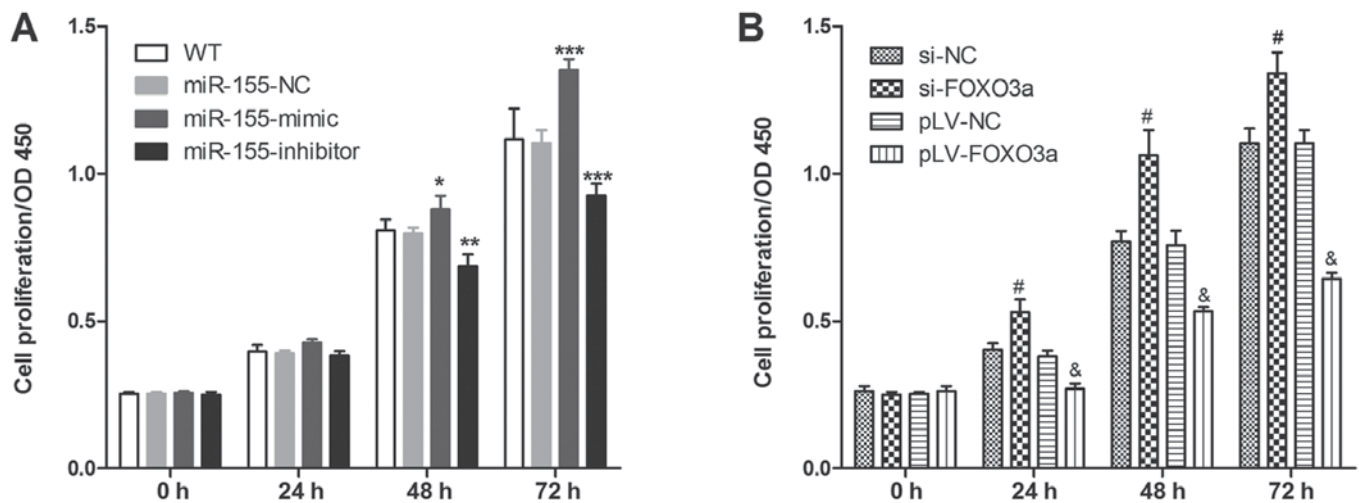 A
Cell proliferation/OD 450
1.5
1.0
0.5
0.0
WT
miR-155-NC
miR-155-mimic
miR-155-inhibitor
*
**
***
***
0 h 24 h 48 h 72 h
B
Cell proliferation/OD 450
1.5
1.0
0.5
0.0
si-NC
si-FOXO3a
pLV-NC
pLV-FOXO3a
#
&
#
&
#
&
0 h 24 h 48 h 72 h